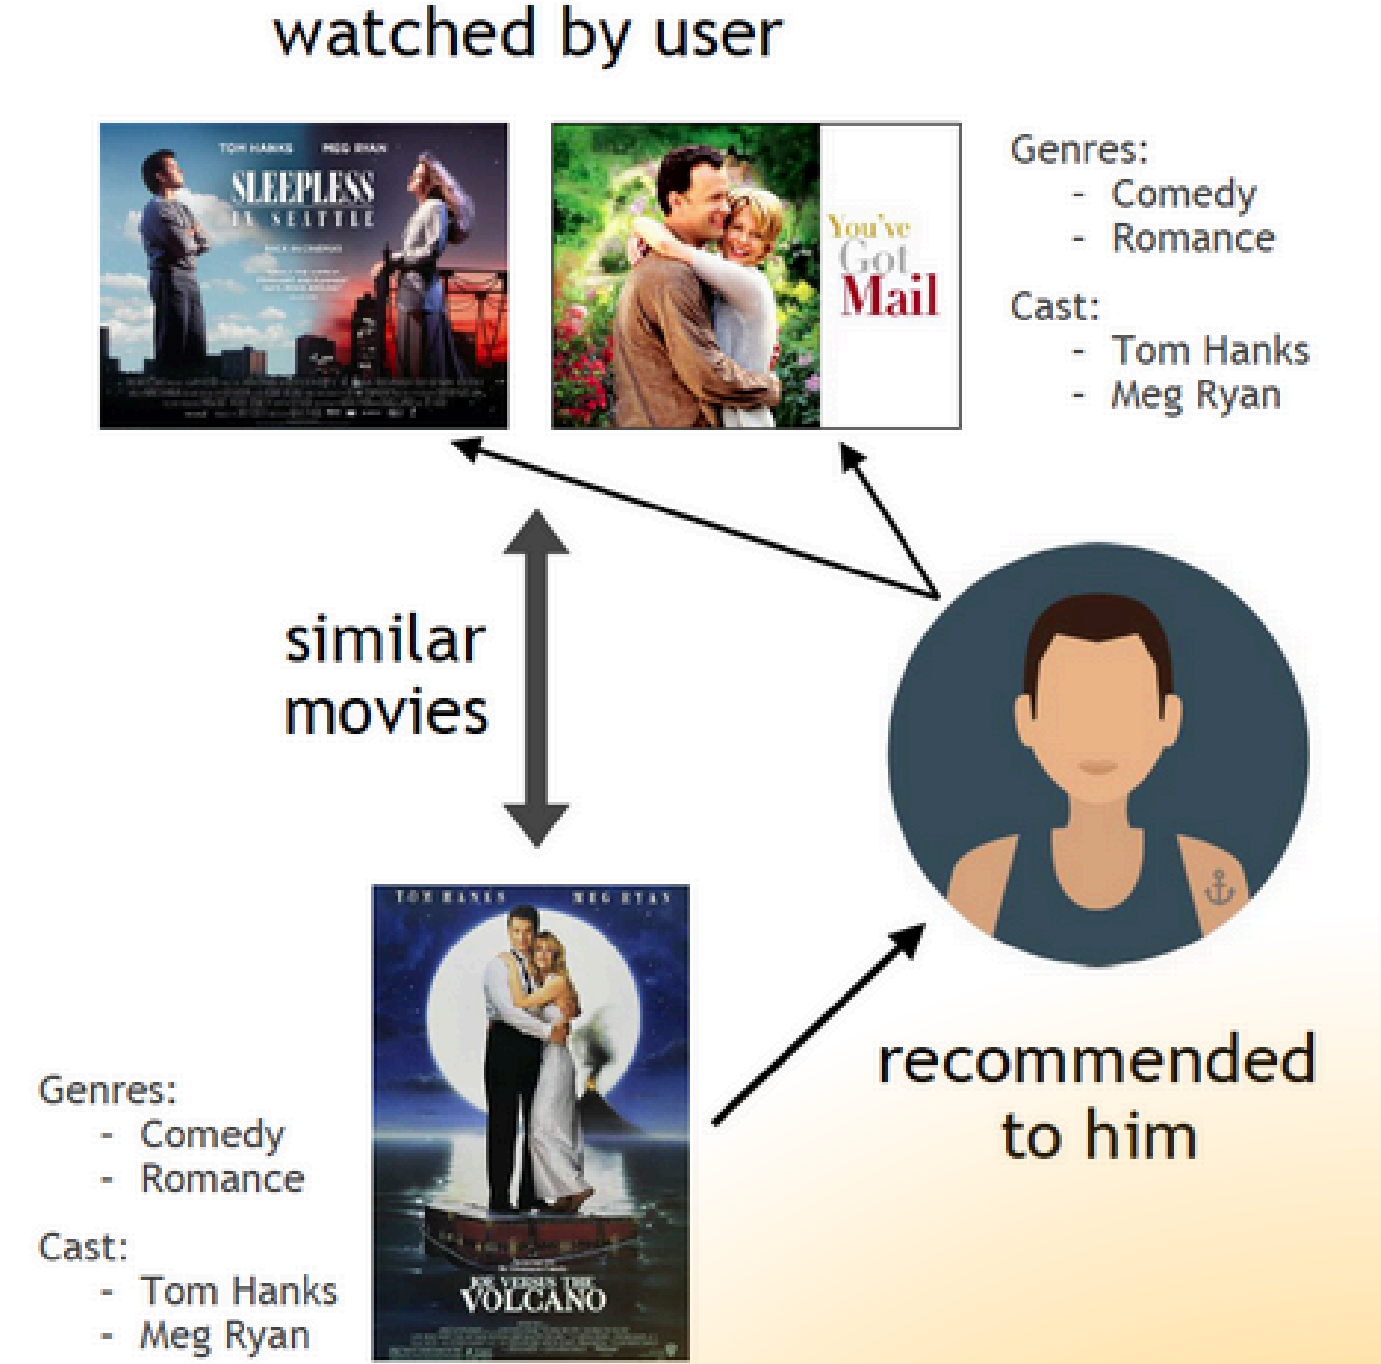 watched by user
TOM HANKS MEG RYAN
SLEEPLESS
IN SEATTLE
You've
Got
Mail
Genres:
- Comedy
- Romance
Cast:
- Tom Hanks
- Meg Ryan
similar
movies
TOM HANKS MEG RYAN
JOE VERSUS THE
VOLCANO
recommended
to him
Genres:
- Comedy
- Romance
Cast:
- Tom Hanks
- Meg Ryan